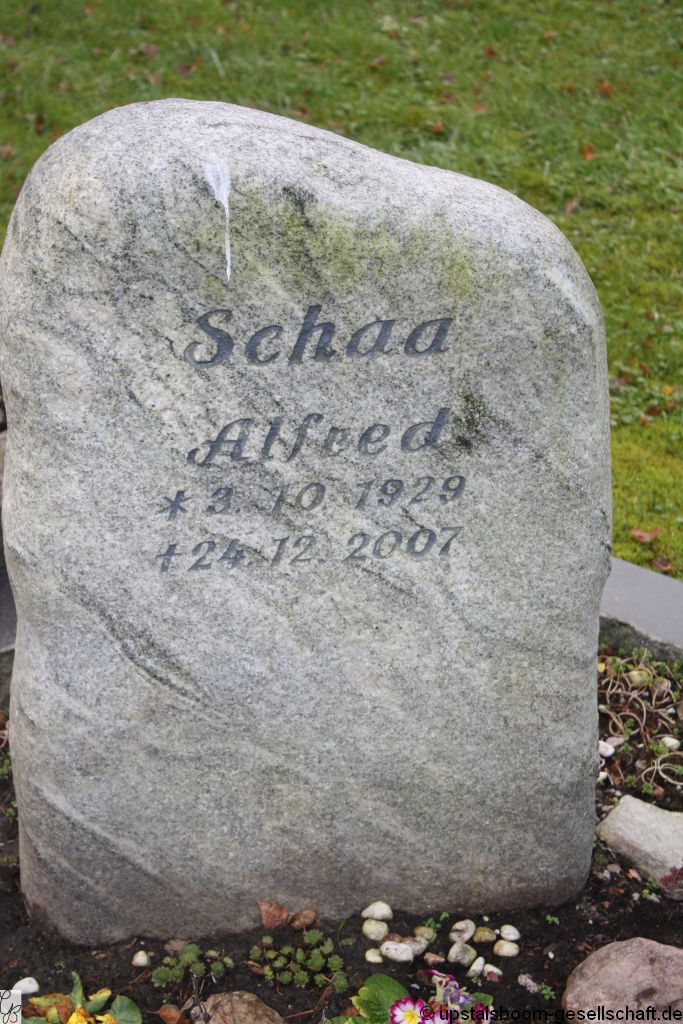 Schaa
Alfred
* 3. 10. 1929
† 24. 12. 2007
© upstalsboom-gesellschaft.de